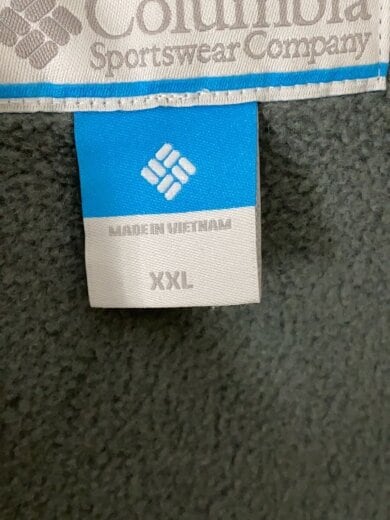 Columbia
Sportswear Company
MADE IN VIETNAM
XXL